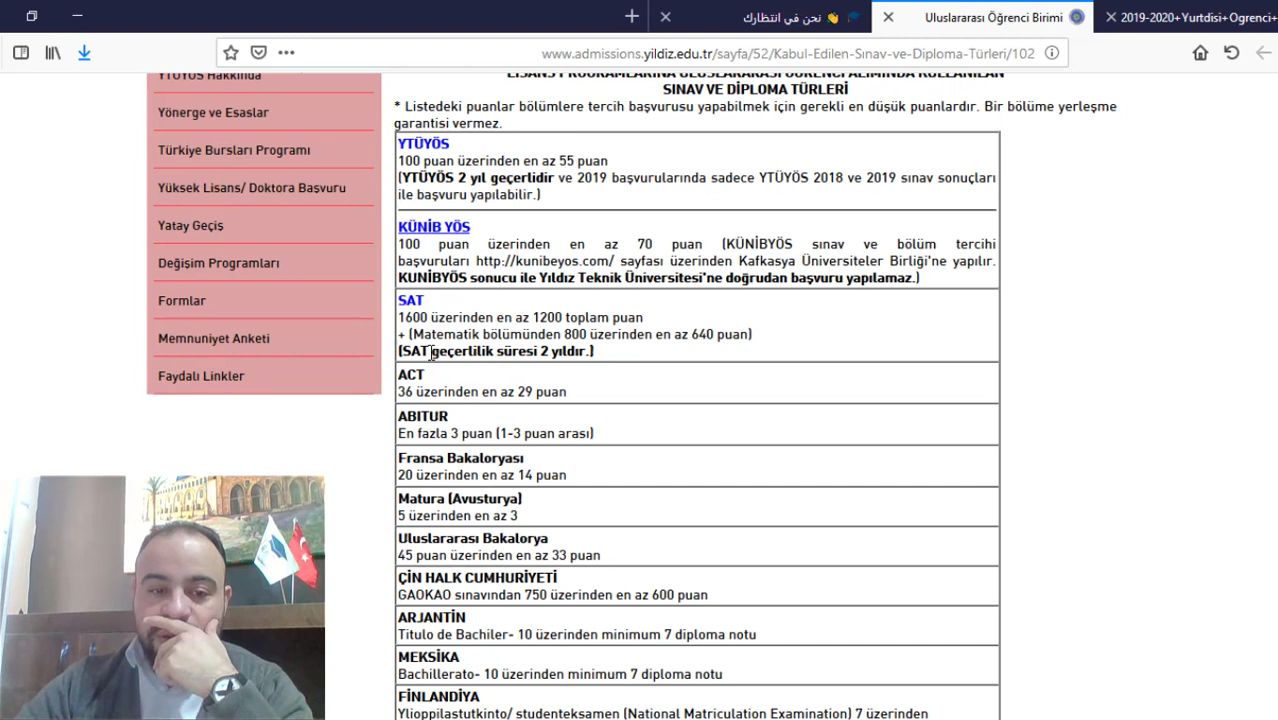 نحن في انتظارك
Uluslararası Öğrenci Birimi
2019-2020+Yurtdisi+Ogrenci+
www.admissions.yildiz.edu.tr/sayfa/52/Kabul-Edilen-Sınav-ve-Diploma-Türleri/102
YTÜYÖS Hakkında
Yönerge ve Esaslar
Türkiye Bursları Programı
Yüksek Lisans/ Doktora Başvuru
Yatay Geçiş
Değişim Programları
Formlar
Memnuniyet Anketi
Faydalı Linkler
LİSANS PROGRAMLARINA ULUSLARARASI ÖĞRENCİ ALIMINDA KULLANILAN
SINAV VE DİPLOMA TÜRLERİ
* Listedeki puanlar bölümlere tercih başvurusu yapabilmek için gerekli en düşük puanlardır. Bir bölüme yerleşme
garantisi vermez.
YTÜYÖS
100 puan üzerinden en az 55 puan
(YTÜYÖS 2 yıl geçerlidir ve 2019 başvurularında sadece YTÜYÖS 2018 ve 2019 sınav sonuçları
ile başvuru yapılabilir.)
KÜNİB YÖS
100 puan üzerinden en az 70 puan (KÜNİBYÖS sınav ve bölüm tercihi
başvuruları http://kunibeyos.com/ sayfası üzerinden Kafkasya Üniversiteler Birliği'ne yapılır.
KUNİBYÖS sonucu ile Yıldız Teknik Üniversitesi'ne doğrudan başvuru yapılamaz.)
SAT
1600 üzerinden en az 1200 toplam puan
+ (Matematik bölümünden 800 üzerinden en az 640 puan)
(SAT geçerlilik süresi 2 yıldır.)
ACT
36 üzerinden en az 29 puan
ABITUR
En fazla 3 puan (1-3 puan arası)
Fransa Bakaloryası
20 üzerinden en az 14 puan
Matura (Avusturya)
5 üzerinden en az 3
Uluslararası Bakalorya
45 puan üzerinden en az 33 puan
ÇİN HALK CUMHURİYETİ
GAOKAO sınavından 750 üzerinden en az 600 puan
ARJANTİN
Titulo de Bachiler- 10 üzerinden minimum 7 diploma notu
MEKSİKA
Bachillerato- 10 üzerinden minimum 7 diploma notu
FİNLANDİYA
Ylioppilastutkinto/ studenteksamen (National Matriculation Examination) 7 üzerinden